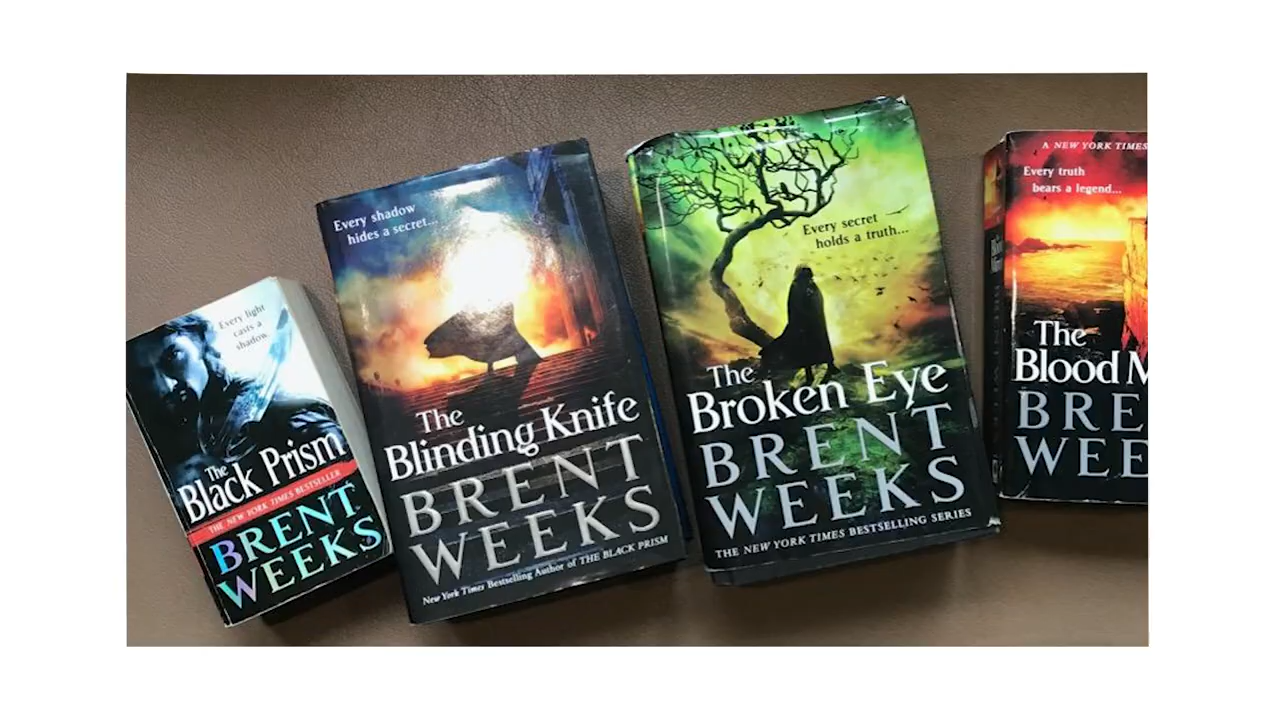 Every light
casts a
shadow
The
Black Prism
THE NEW YORK TIMES BESTSELLER
BRENT
WEEKS
Every shadow
hides a secret...
The
Blinding Knife
BRENT
WEEKS
New York Times Bestselling Author of THE BLACK PRISM
Every secret
holds a truth...
The
Broken Eye
BRENT
WEEKS
THE NEW YORK TIMES BESTSELLING SERIES
A NEW YORK TIMES
Every truth
bears a legend...
The
Blood M
BRE
WEE